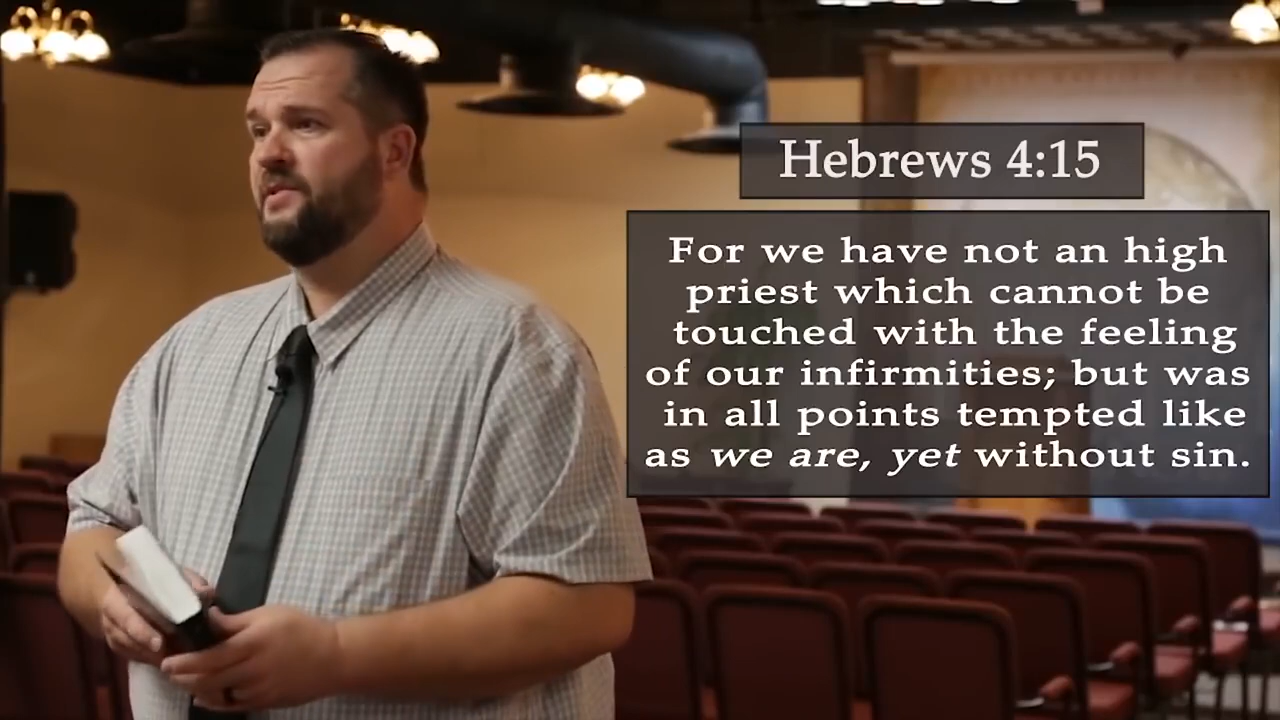 Hebrews 4:15
For we have not an high
priest which cannot be
touched with the feeling
of our infirmities; but was
in all points tempted like
as we are, yet without sin.